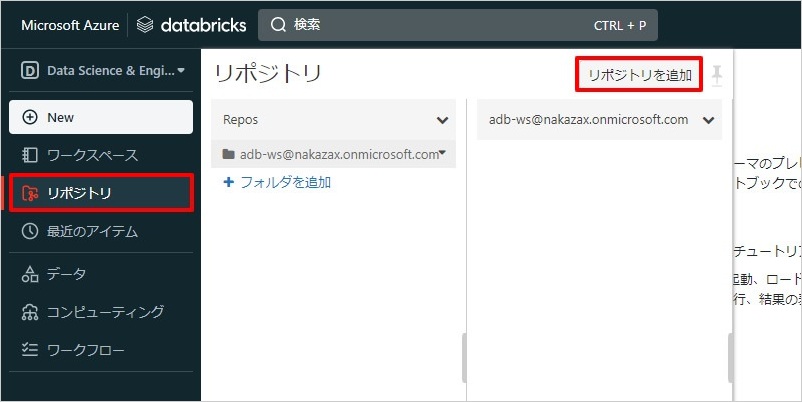 Microsoft Azure databricks 検索 CTRL + P
Data Science & Engi...
New
ワークスペース
リポジトリ
最近のアイテム
データ
コンピューティング
ワークフロー
リポジトリ
リポジトリを追加
Repos
adb-ws@nakazax.onmicrosoft.com
フォルダを追加
adb-ws@nakazax.onmicrosoft.com
ーマのプレ
トブックでの
チュートリア
起動、ロード
行、結果の表